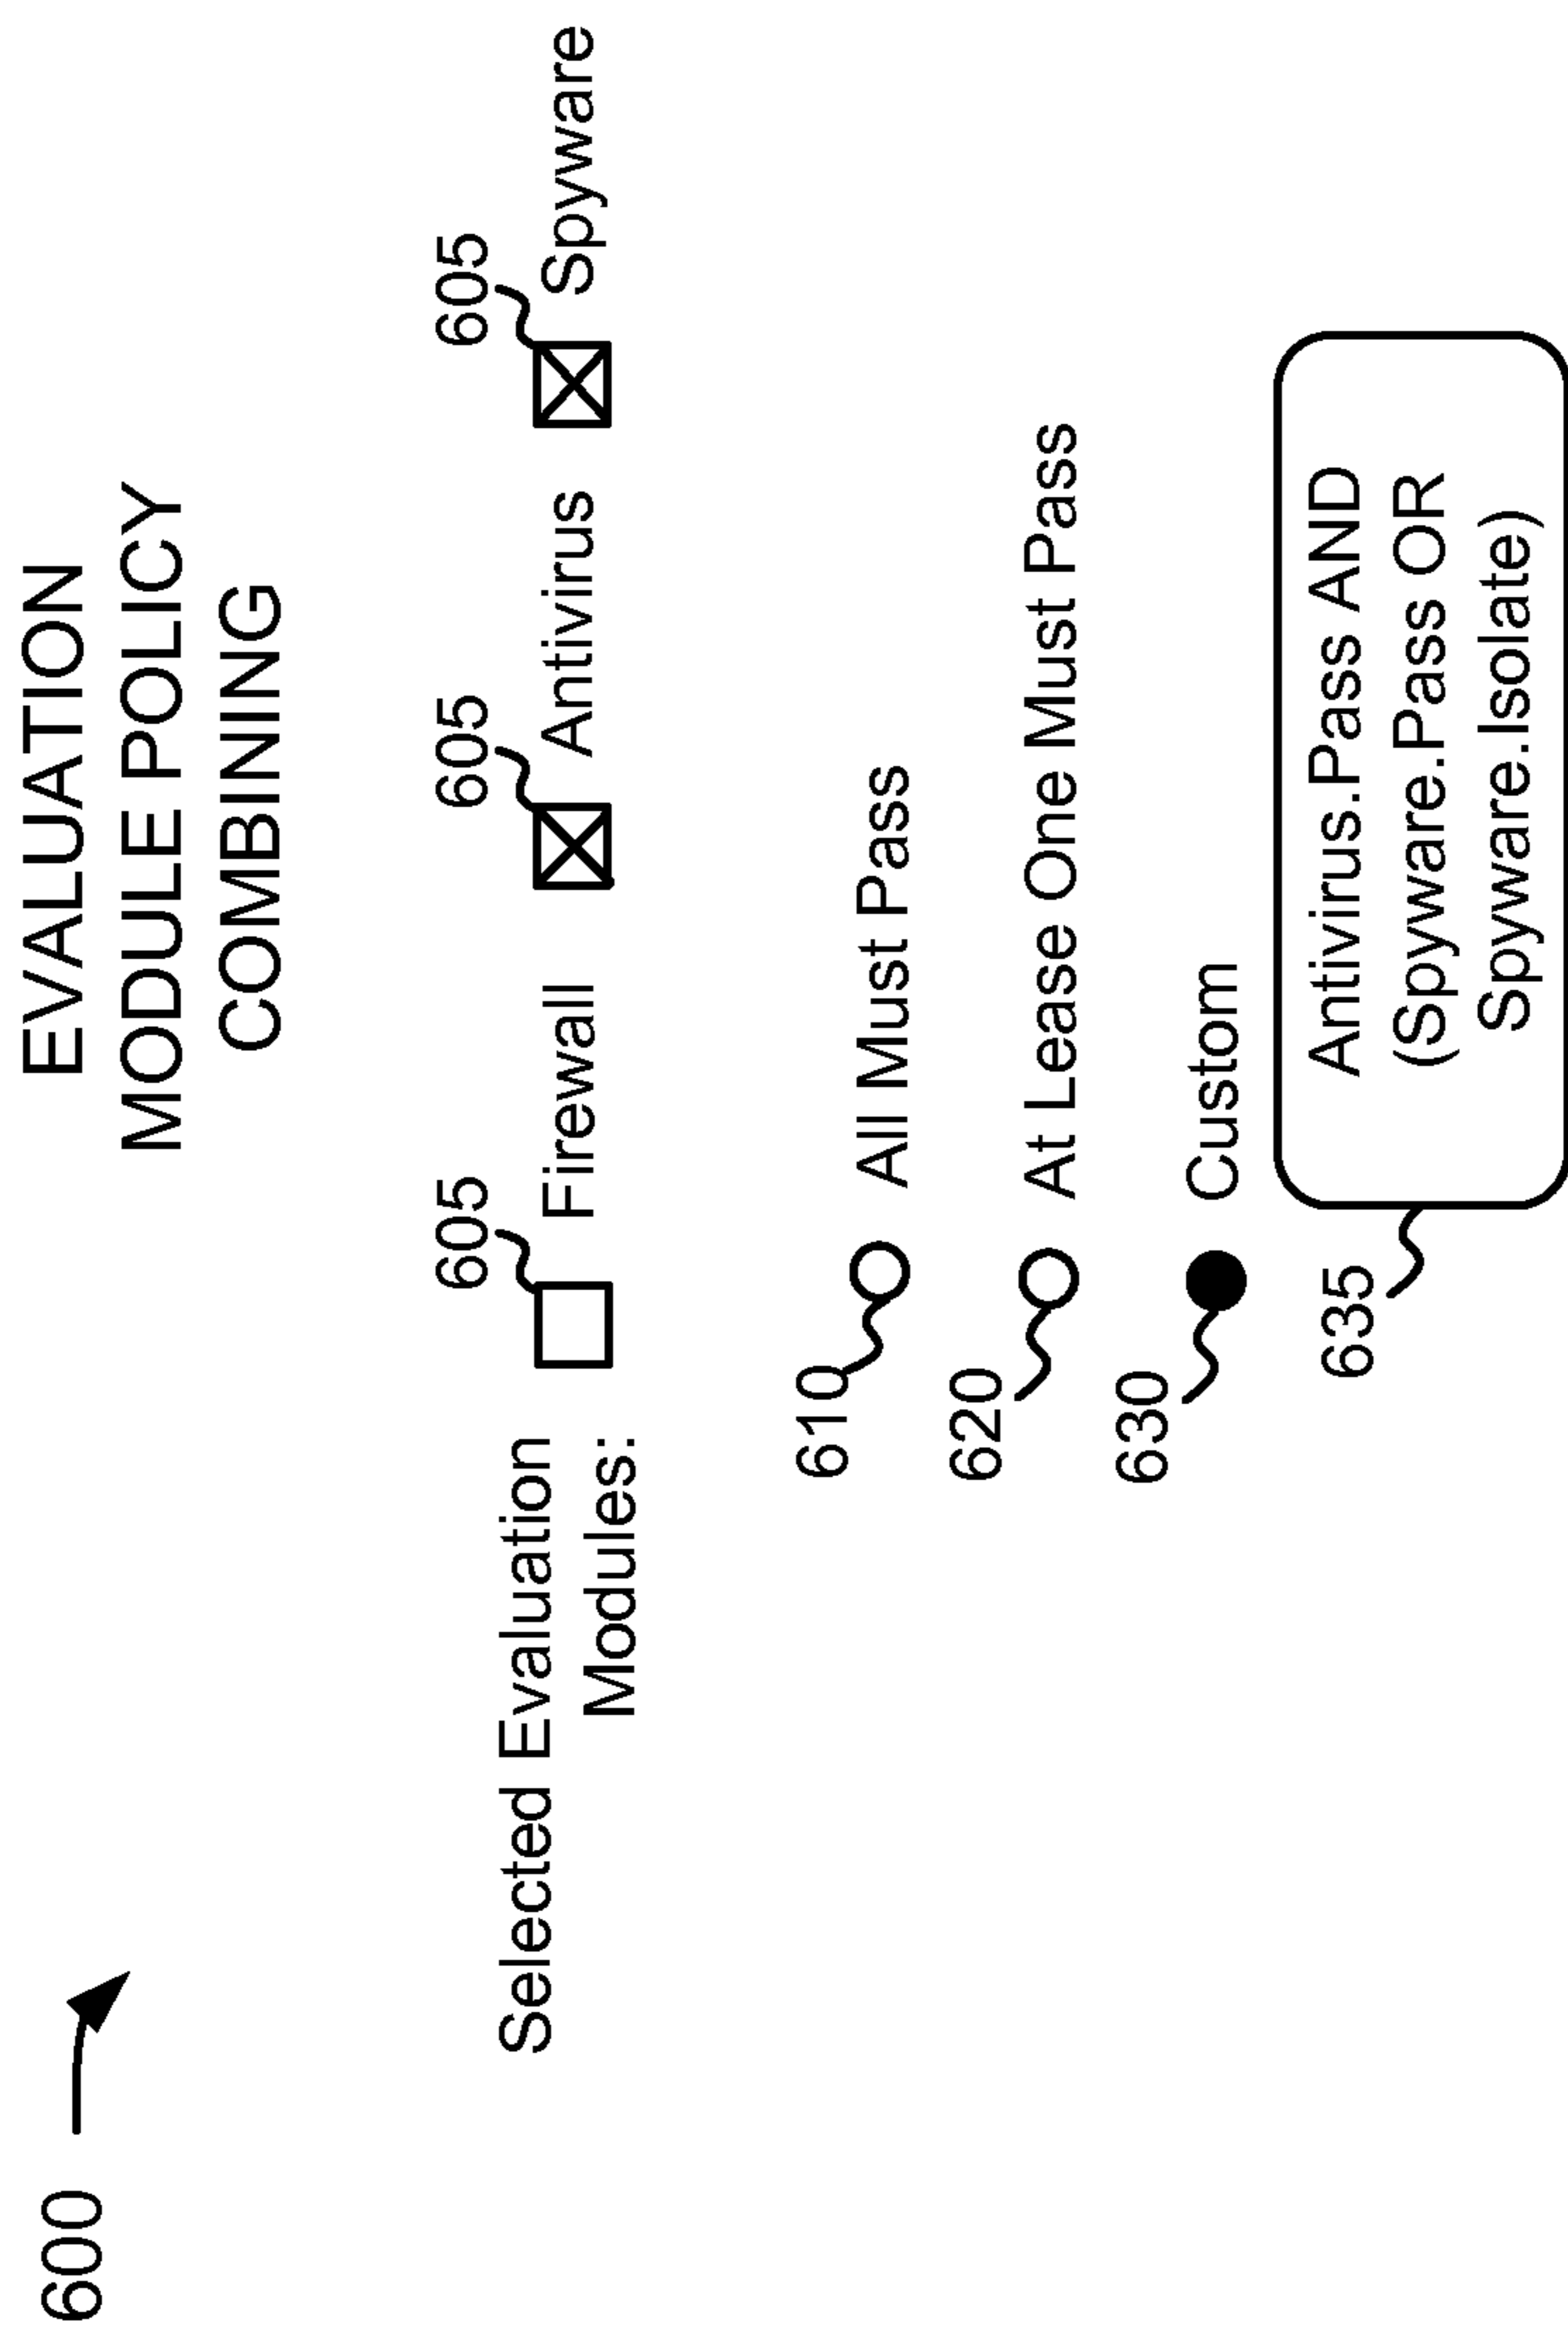 600
EVALUATION
MODULE POLICY
COMBINING
605 605 605
Selected Evaluation
Modules:
Firewall Antivirus Spyware
610 All Must Pass
620 At Lease One Must Pass
630 Custom
635
Antivirus.Pass AND
(Spyware.Pass OR
Spyware.Isolate)